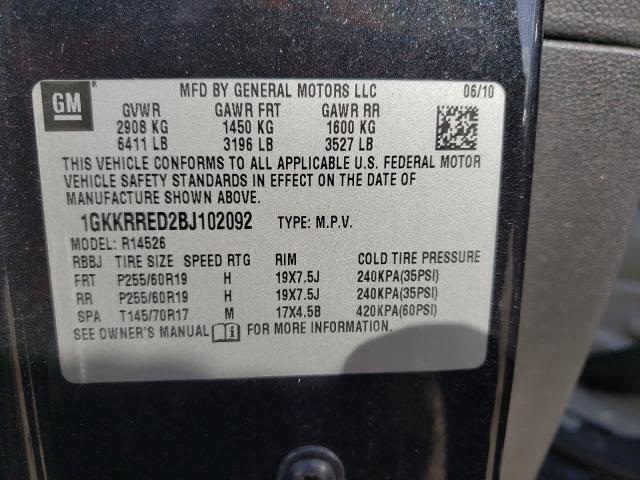 GM ®
MFD BY GENERAL MOTORS LLC 06/10
GVWR GAWR FRT GAWR RR
2908 KG 1450 KG 1600 KG
6411 LB 3196 LB 3527 LB
THIS VEHICLE CONFORMS TO ALL APPLICABLE U.S. FEDERAL MOTOR
VEHICLE SAFETY STANDARDS IN EFFECT ON THE DATE OF
MANUFACTURE SHOWN ABOVE.
1GKKRRED2BJ102092 TYPE: M.P.V.
MODEL: R14526
RBBJ TIRE SIZE SPEED RTG RIM COLD TIRE PRESSURE
FRT P255/60R19 H 19X7.5J 240KPA(35PSI)
RR P255/60R19 H 19X7.5J 240KPA(35PSI)
SPA T145/70R17 M 17X4.5B 420KPA(60PSI)
SEE OWNER'S MANUAL FOR MORE INFORMATION.